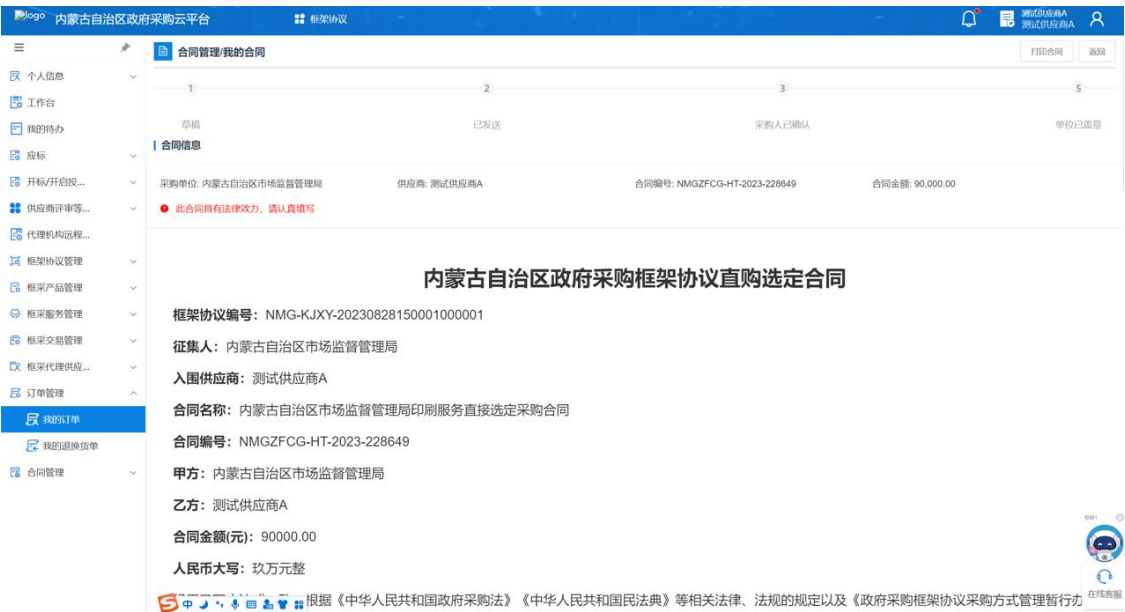 logo 内蒙古自治区政府采购云平台
框架协议
测试供应商A
测试供应商A
个人信息
工作台
我的待办
应标
开标/开启投...
供应商评审等...
代理机构远程...
框架协议管理
框采产品管理
框采服务管理
框采交易管理
框采代理供应...
订单管理
我的订单
我的退换货单
合同管理
合同管理/我的合同
打印合同
返回
1
2
3
5
草稿
已发送
采购人已确认
单位已盖章
合同信息
采购单位: 内蒙古自治区市场监督管理局
供应商: 测试供应商A
合同编号: NMGZFCG-HT-2023-228649
合同金额: 90,000.00
此合同具有法律效力，请认真填写
内蒙古自治区政府采购框架协议直购选定合同
框架协议编号：NMG-KJXY-20230828150001000001
征集人：内蒙古自治区市场监督管理局
入围供应商：测试供应商A
合同名称：内蒙古自治区市场监督管理局印刷服务直接选定采购合同
合同编号：NMGZFCG-HT-2023-228649
甲方：内蒙古自治区市场监督管理局
乙方：测试供应商A
合同金额(元)：90000.00
人民币大写：玖万元整
根据《中华人民共和国政府采购法》《中华人民共和国民法典》等相关法律、法规的规定以及《政府采购框架协议采购方式管理暂行办
中
你好!
在线客服